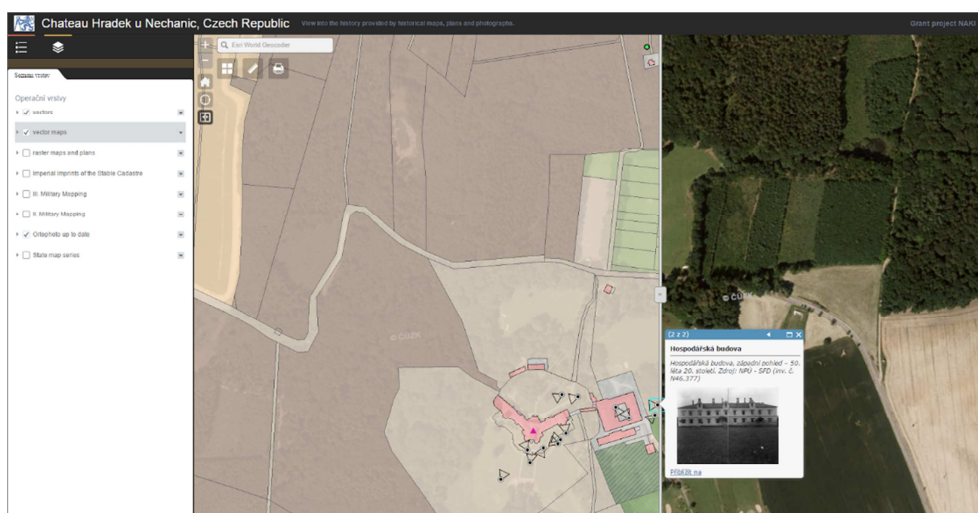 Chateau Hradek u Nechanic, Czech Republic
View into the history provided by historical maps, plans and photographs.
Grant project NAKI
Esri World Geocoder
Seznam vrstev
Operační vrstvy
vectors
vector maps
raster maps and plans
Imperial Imprints of the Stable Cadastre
III. Military Mapping
II. Military Mapping
Ortophoto up to date
State map series
© ČÚZK
© ČÚZK
(2 z 2)
Hospodářská budova
Hospodářská budova, západní pohled – 50.
léta 20. století. Zdroj: NPÚ - SFD (inv. č.
N46.377)
Přiblížit na